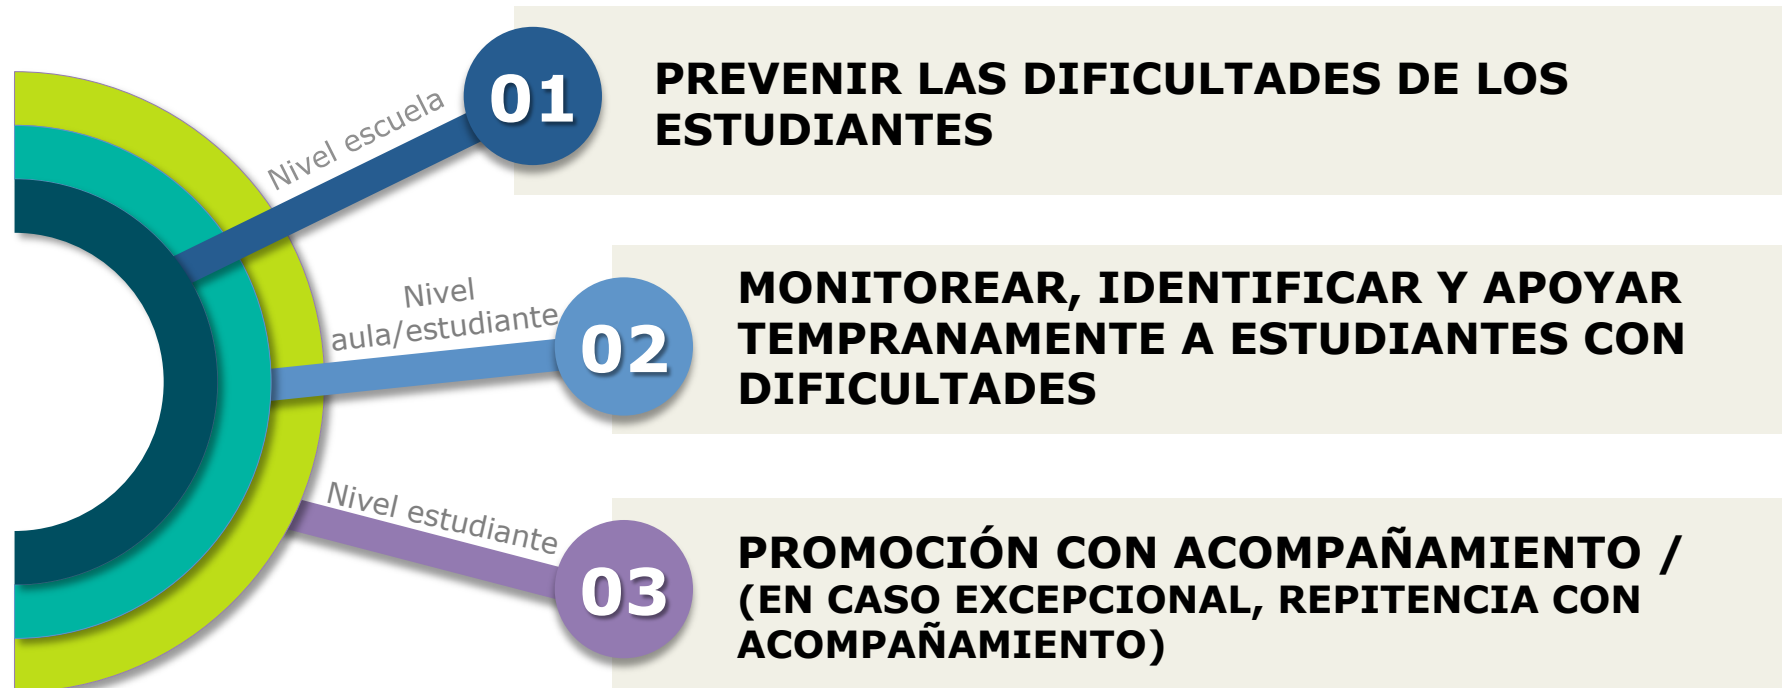 Nivel escuela
01
PREVENIR LAS DIFICULTADES DE LOS
ESTUDIANTES
Nivel
aula/estudiante
02
MONITOREAR, IDENTIFICAR Y APOYAR
TEMPRANAMENTE A ESTUDIANTES CON
DIFICULTADES
Nivel estudiante
03
PROMOCIÓN CON ACOMPAÑAMIENTO /
(EN CASO EXCEPCIONAL, REPITENCIA CON
ACOMPAÑAMIENTO)